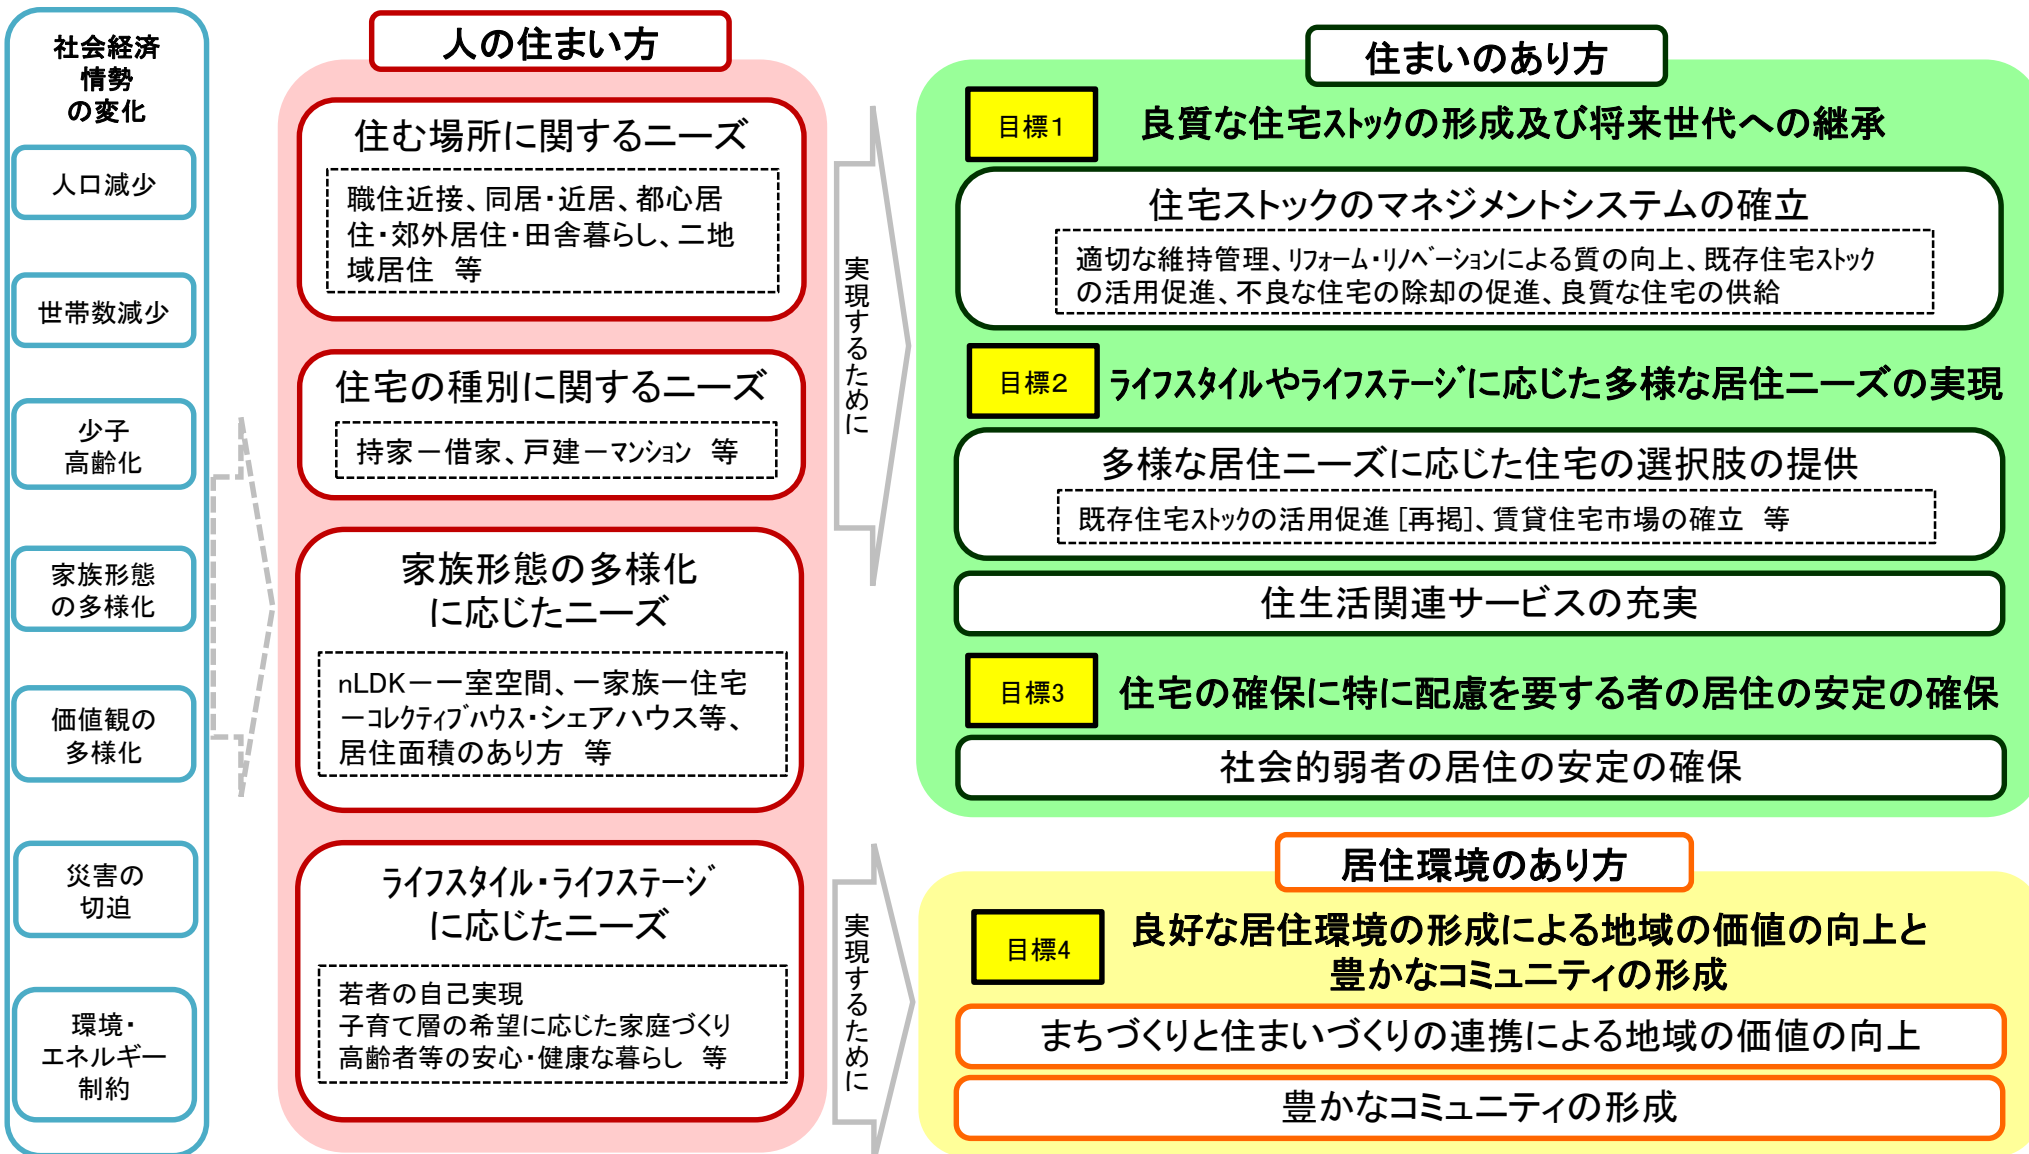 社会経済
情勢
の変化
人口減少
世帯数減少
少子
高齢化
家族形態
の多様化
価値観の
多様化
災害の
切迫
環境・
エネルギー
制約
人の住まい方
住む場所に関するニーズ
職住近接、同居・近居、都心居
住・郊外居住・田舎暮らし、二地
域居住　等
住宅の種別に関するニーズ
持家－借家、戸建－ﾏﾝｼｮﾝ　等
家族形態の多様化
に応じたニーズ
nLDK－一室空間、一家族一住宅
－ｺﾚｸﾃｨﾌﾞﾊｳｽ・シェアハウス等、
居住面積のあり方　等
ﾗｲﾌｽﾀｲﾙ・ﾗｲﾌｽﾃｰｼﾞ
に応じたニーズ
若者の自己実現
子育て層の希望に応じた家庭づくり
高齢者等の安心・健康な暮らし　等
実現するために
実現するために
住まいのあり方
目標1
良質な住宅ｽﾄｯｸの形成及び将来世代への継承
住宅ストックのマネジメントシステムの確立
適切な維持管理、ﾘﾌｫｰﾑ・ﾘﾉﾍﾞｰｼｮﾝによる質の向上、既存住宅ｽﾄｯｸ
の活用促進、不良な住宅の除却の促進、良質な住宅の供給
目標2
ﾗｲﾌｽﾀｲﾙやﾗｲﾌｽﾃｰｼﾞに応じた多様な居住ニーズの実現
多様な居住ニーズに応じた住宅の選択肢の提供
既存住宅ｽﾄｯｸの活用促進［再掲］、賃貸住宅市場の確立　等
住生活関連サービスの充実
目標3
住宅の確保に特に配慮を要する者の居住の安定の確保
社会的弱者の居住の安定の確保
居住環境のあり方
目標4
良好な居住環境の形成による地域の価値の向上と
豊かなコミュニティの形成
まちづくりと住まいづくりの連携による地域の価値の向上
豊かなコミュニティの形成